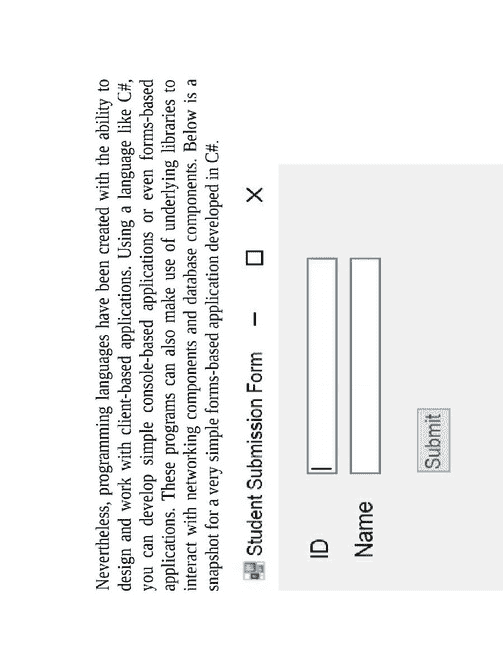 Nevertheless, programming languages have been created with the ability to
design and work with client-based applications. Using a language like C#,
you can develop simple console-based applications or even forms-based
applications. These programs can also make use of underlying libraries to
interact with networking components and database components. Below is a
snapshot for a very simple forms-based application developed in C#.
Student Submission Form
ID
Name
Submit